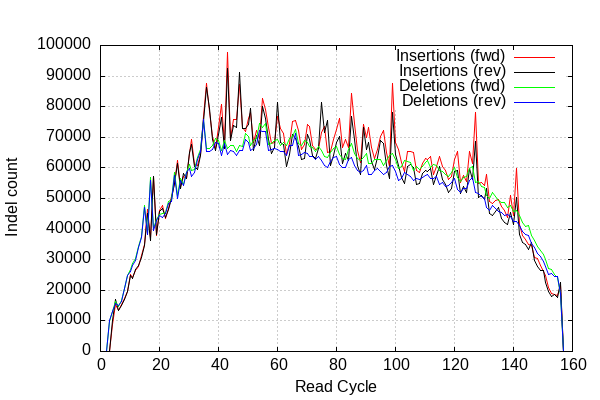 100000
90000
80000
70000
60000
50000
40000
30000
20000
10000
0
Indel count
Insertions (fwd)
Insertions (rev)
Deletions (fwd)
Deletions (rev)
0 20 40 60 80 100 120 140 160
Read Cycle